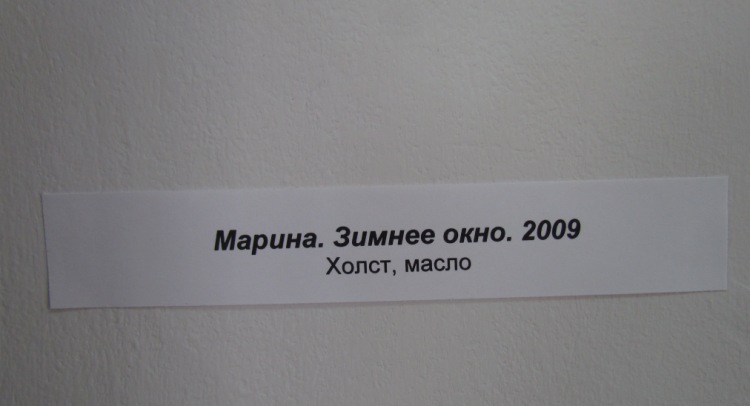 Марина. Зимнее окно. 2009
Холст, масло